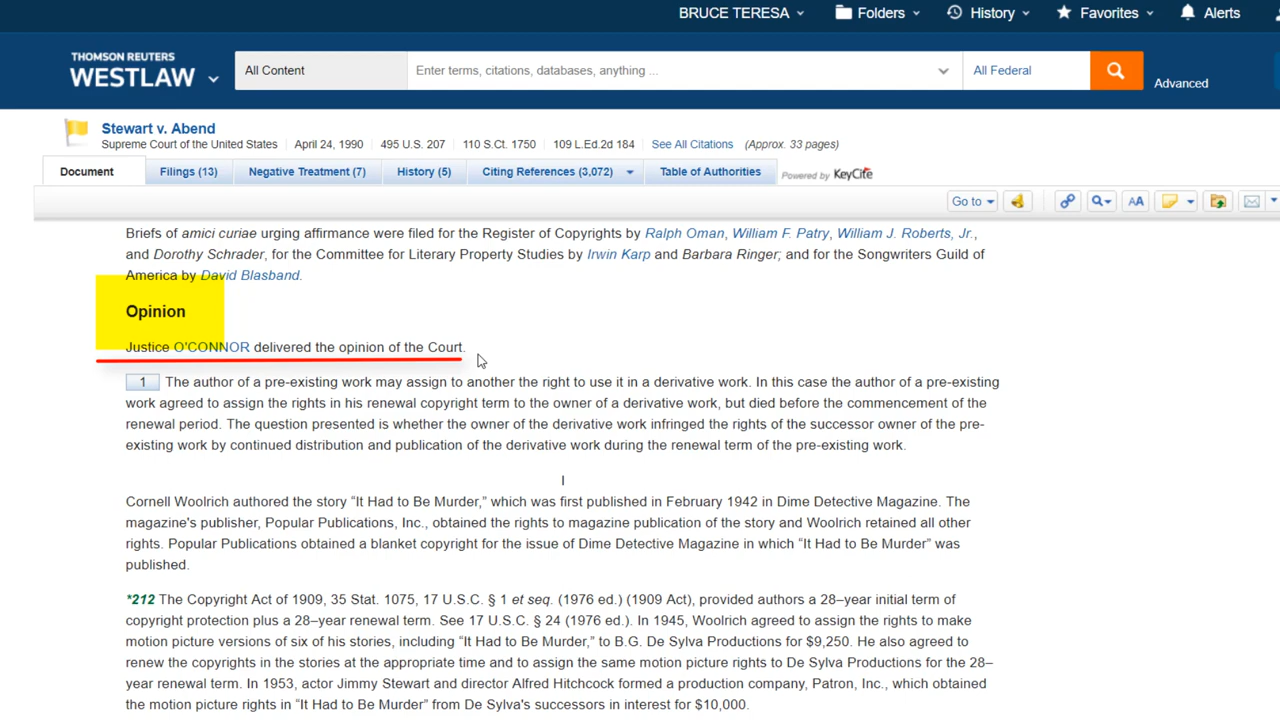 BRUCE TERESA Folders History Favorites Alerts
THOMSON REUTERS
WESTLAW
All Content Enter terms, citations, databases, anything ... All Federal Advanced
Stewart v. Abend
Supreme Court of the United States April 24, 1990 495 U.S. 207 110 S.Ct. 1750 109 L.Ed.2d 184 See All Citations (Approx. 33 pages)
Document Filings (13) Negative Treatment (7) History (5) Citing References (3,072) Table of Authorities Powered by KeyCite
Go to AA
Briefs of amici curiae urging affirmance were filed for the Register of Copyrights by Ralph Oman, William F. Patry, William J. Roberts, Jr.,
and Dorothy Schrader, for the Committee for Literary Property Studies by Irwin Karp and Barbara Ringer; and for the Songwriters Guild of
America by David Blasband.
Opinion
Justice O'CONNOR delivered the opinion of the Court.
1 The author of a pre-existing work may assign to another the right to use it in a derivative work. In this case the author of a pre-existing
work agreed to assign the rights in his renewal copyright term to the owner of a derivative work, but died before the commencement of the
renewal period. The question presented is whether the owner of the derivative work infringed the rights of the successor owner of the pre-
existing work by continued distribution and publication of the derivative work during the renewal term of the pre-existing work.
I
Cornell Woolrich authored the story “It Had to Be Murder,” which was first published in February 1942 in Dime Detective Magazine. The
magazine's publisher, Popular Publications, Inc., obtained the rights to magazine publication of the story and Woolrich retained all other
rights. Popular Publications obtained a blanket copyright for the issue of Dime Detective Magazine in which “It Had to Be Murder” was
published.
*212 The Copyright Act of 1909, 35 Stat. 1075, 17 U.S.C. § 1 et seq. (1976 ed.) (1909 Act), provided authors a 28–year initial term of
copyright protection plus a 28–year renewal term. See 17 U.S.C. § 24 (1976 ed.). In 1945, Woolrich agreed to assign the rights to make
motion picture versions of six of his stories, including “It Had to Be Murder,” to B.G. De Sylva Productions for $9,250. He also agreed to
renew the copyrights in the stories at the appropriate time and to assign the same motion picture rights to De Sylva Productions for the 28–
year renewal term. In 1953, actor Jimmy Stewart and director Alfred Hitchcock formed a production company, Patron, Inc., which obtained
the motion picture rights in “It Had to Be Murder” from De Sylva's successors in interest for $10,000.